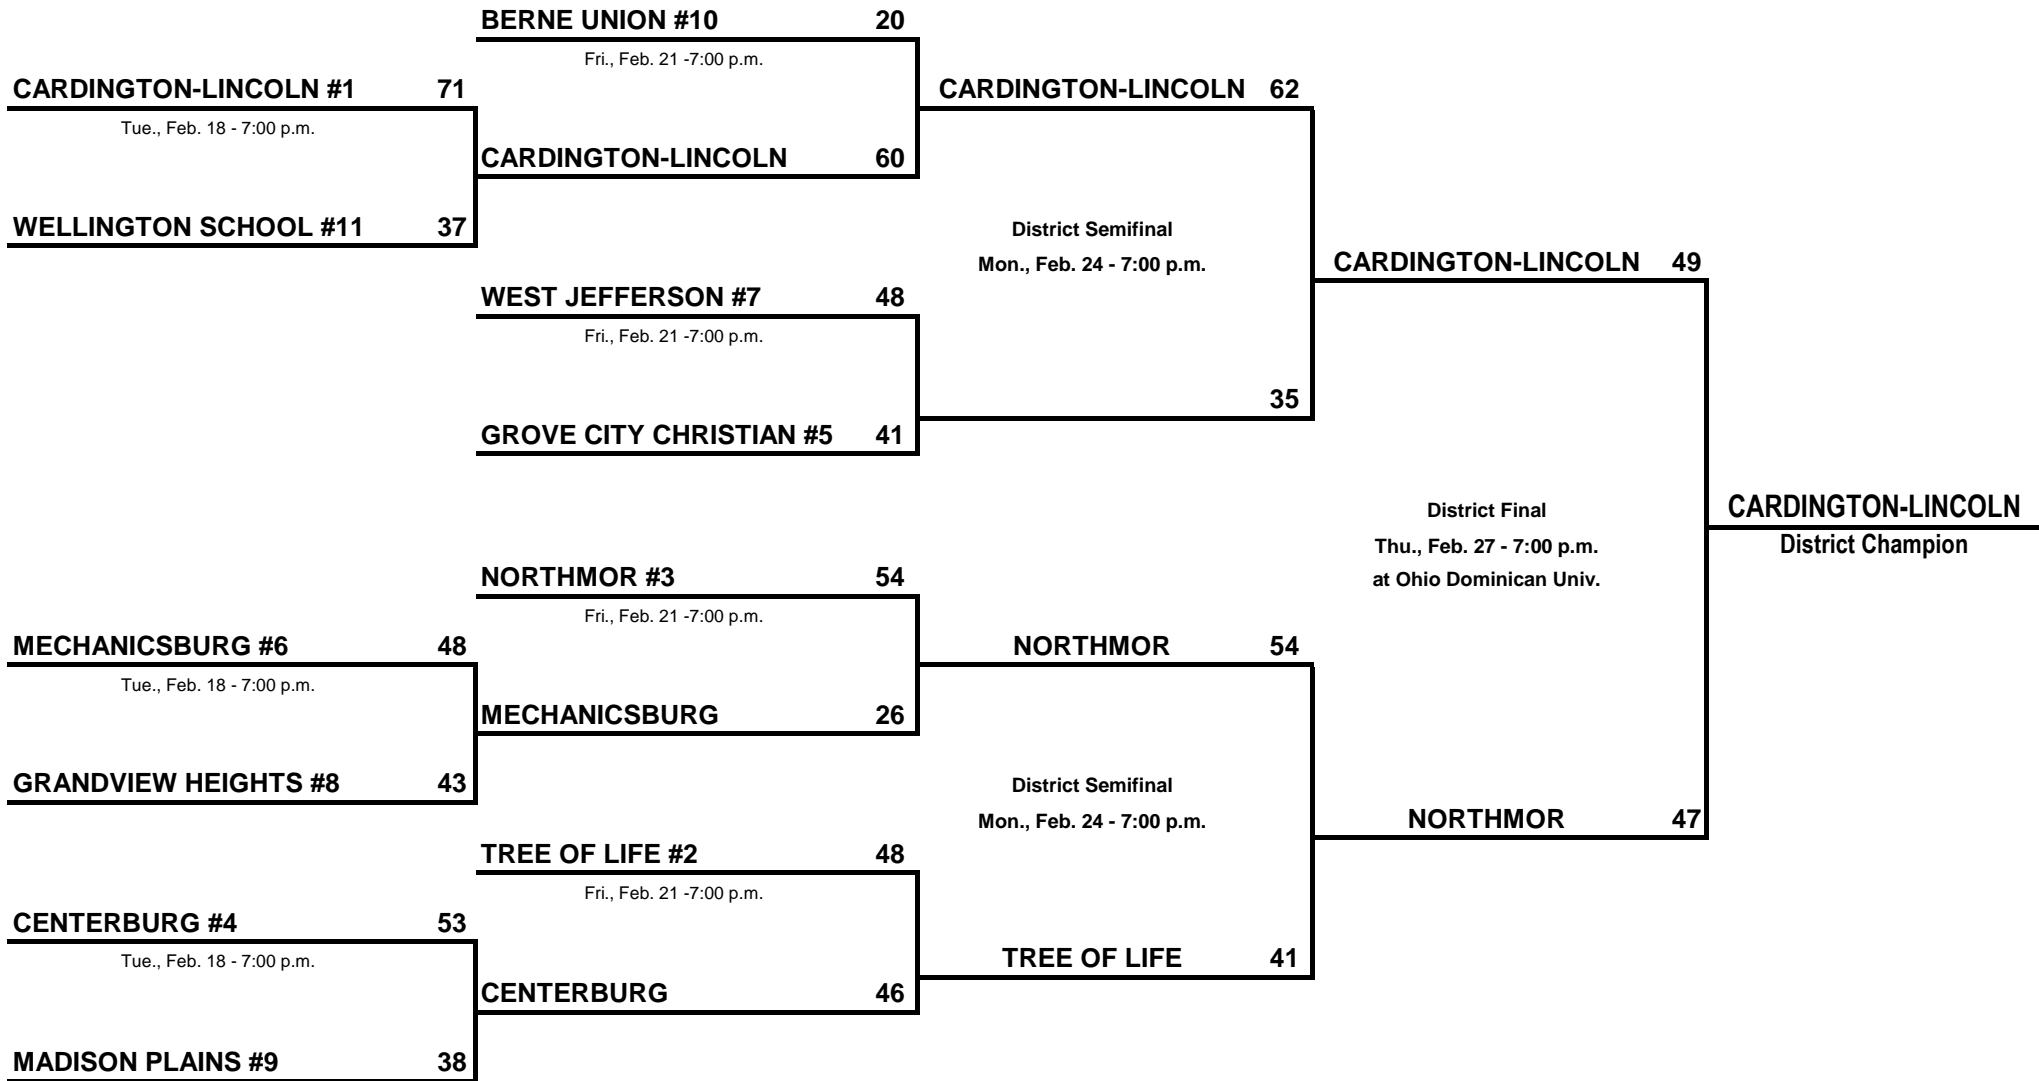 BERNE UNION #10 20
Fri., Feb. 21 -7:00 p.m.
CARDINGTON-LINCOLN #1 71
CARDINGTON-LINCOLN 62
Tue., Feb. 18 - 7:00 p.m.
CARDINGTON-LINCOLN 60
WELLINGTON SCHOOL #11 37
District Semifinal
Mon., Feb. 24 - 7:00 p.m.
CARDINGTON-LINCOLN 49
WEST JEFFERSON #7 48
Fri., Feb. 21 -7:00 p.m.
35
GROVE CITY CHRISTIAN #5 41
District Final
Thu., Feb. 27 - 7:00 p.m.
at Ohio Dominican Univ.
CARDINGTON-LINCOLN
District Champion
NORTHMOR #3 54
Fri., Feb. 21 -7:00 p.m.
MECHANICSBURG #6 48
NORTHMOR 54
Tue., Feb. 18 - 7:00 p.m.
MECHANICSBURG 26
GRANDVIEW HEIGHTS #8 43
District Semifinal
Mon., Feb. 24 - 7:00 p.m.
NORTHMOR 47
TREE OF LIFE #2 48
Fri., Feb. 21 -7:00 p.m.
CENTERBURG #4 53
Tue., Feb. 18 - 7:00 p.m.
TREE OF LIFE 41
CENTERBURG 46
MADISON PLAINS #9 38